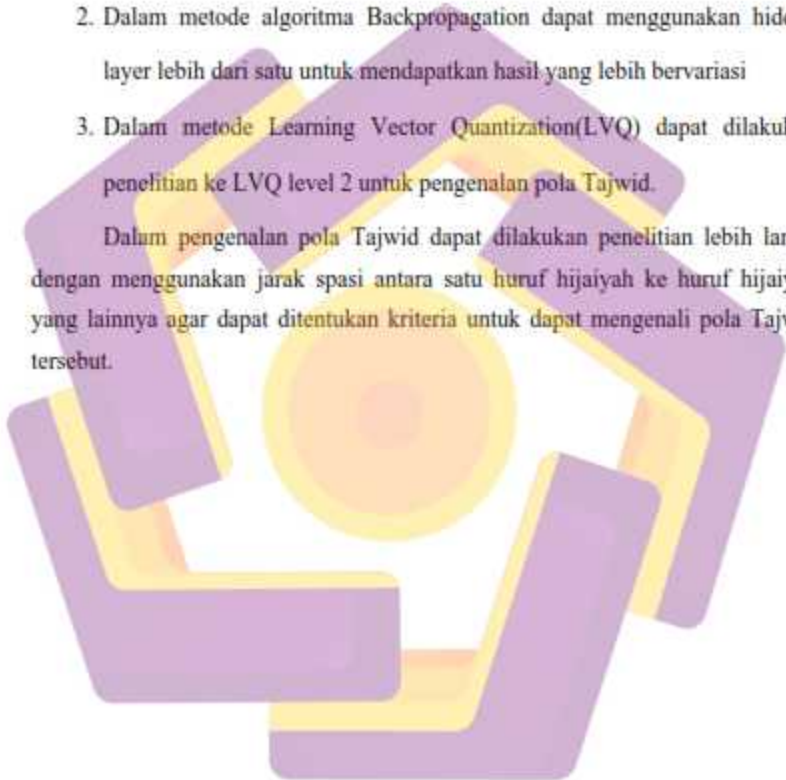 2. Dalam metode algoritma Backpropagation dapat menggunakan hid
layer lebih dari satu untuk mendapatkan hasil yang lebih bervariasi
3. Dalam metode Learning Vector Quantization(LVQ) dapat dilaku
penelitian ke LVQ level 2 untuk pengenalan pola Tajwid.
Dalam pengenalan pola Tajwid dapat dilakukan penelitian lebih lan
dengan menggunakan jarak spasi antara satu huruf hijaiyah ke huruf hijaiy
yang lainnya agar dapat ditentukan kriteria untuk dapat mengenali pola Tajw
tersebut.